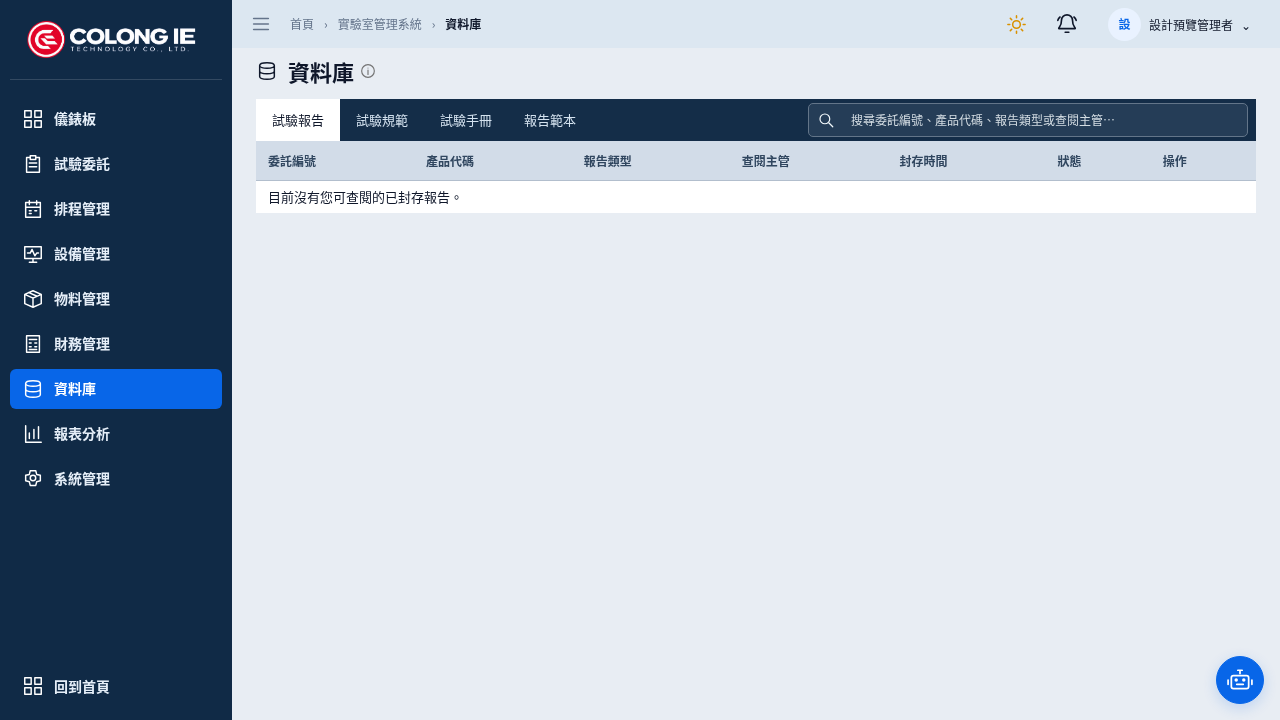 COLONG IE
TECHNOLOGY CO., LTD.
儀錶板
試驗委託
排程管理
設備管理
物料管理
財務管理
資料庫
報表分析
系統管理
回到首頁
首頁 › 實驗室管理系統 › 資料庫
設 設計預覽管理者
資料庫
試驗報告 試驗規範 試驗手冊 報告範本
搜尋委託編號、產品代碼、報告類型或查閱主管…
委託編號 產品代碼 報告類型 查閱主管 封存時間 狀態 操作
目前沒有您可查閱的已封存報告。